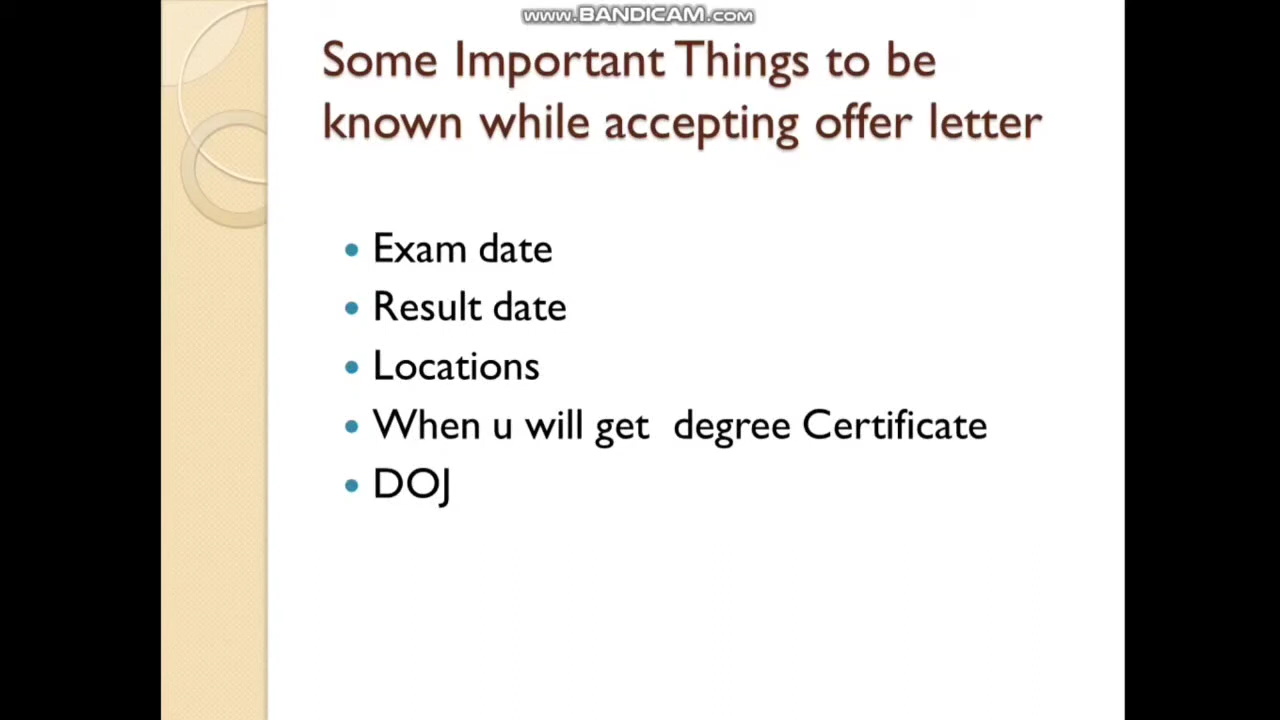 www.BANDICAM.com
Some Important Things to be
known while accepting offer letter
• Exam date
• Result date
• Locations
• When u will get  degree Certificate
• DOJ